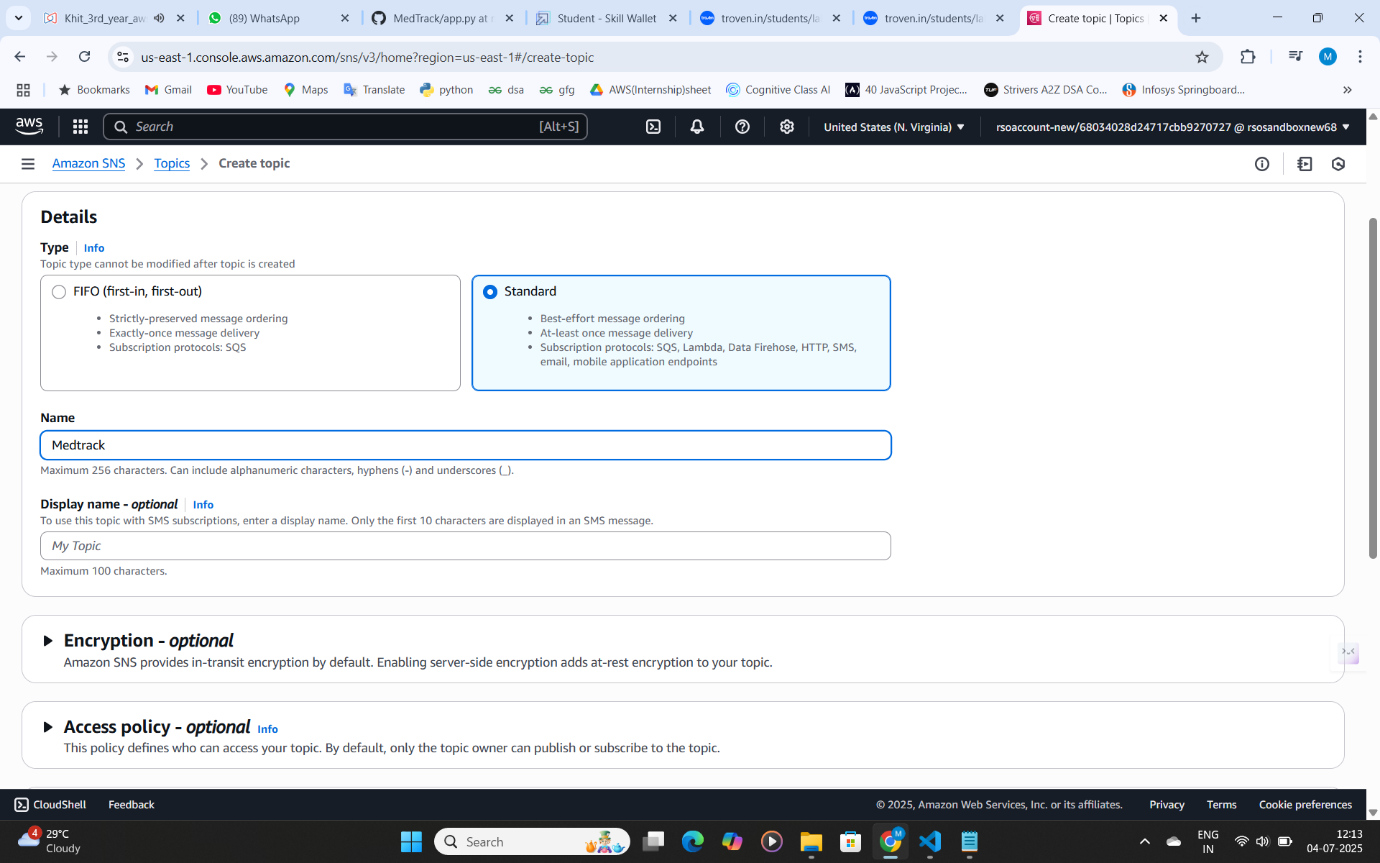 Khit_3rd_year_aw
(89) WhatsApp
MedTrack/app.py at
Student - Skill Wallet
troven.in/students/la
troven.in/students/la
Create topic | Topics
us-east-1.console.aws.amazon.com/sns/v3/home?region=us-east-1#/create-topic
M
Bookmarks
Gmail
YouTube
Maps
Translate
python
dsa
gfg
AWS(Internship)sheet
Cognitive Class AI
40 JavaScript Projec...
Strivers A2Z DSA Co...
Infosys Springboard...
aws
Search
[Alt+S]
United States (N. Virginia)
rsoaccount-new/68034028d24717cbb9270727 @ rsosandboxnew68
Amazon SNS
Topics
Create topic
Details
Type
Info
Topic type cannot be modified after topic is created
FIFO (first-in, first-out)
Strictly-preserved message ordering
Exactly-once message delivery
Subscription protocols: SQS
Standard
Best-effort message ordering
At-least once message delivery
Subscription protocols: SQS, Lambda, Data Firehose, HTTP, SMS,
email, mobile application endpoints
Name
Medtrack
Maximum 256 characters. Can include alphanumeric characters, hyphens (-) and underscores (_).
Display name - optional
Info
To use this topic with SMS subscriptions, enter a display name. Only the first 10 characters are displayed in an SMS message.
My Topic
Maximum 100 characters.
Encryption - optional
Amazon SNS provides in-transit encryption by default. Enabling server-side encryption adds at-rest encryption to your topic.
Access policy - optional
Info
This policy defines who can access your topic. By default, only the topic owner can publish or subscribe to the topic.
CloudShell
Feedback
© 2025, Amazon Web Services, Inc. or its affiliates.
Privacy
Terms
Cookie preferences
4
29°C
Cloudy
Search
M
ENG
IN
12:13
04-07-2025